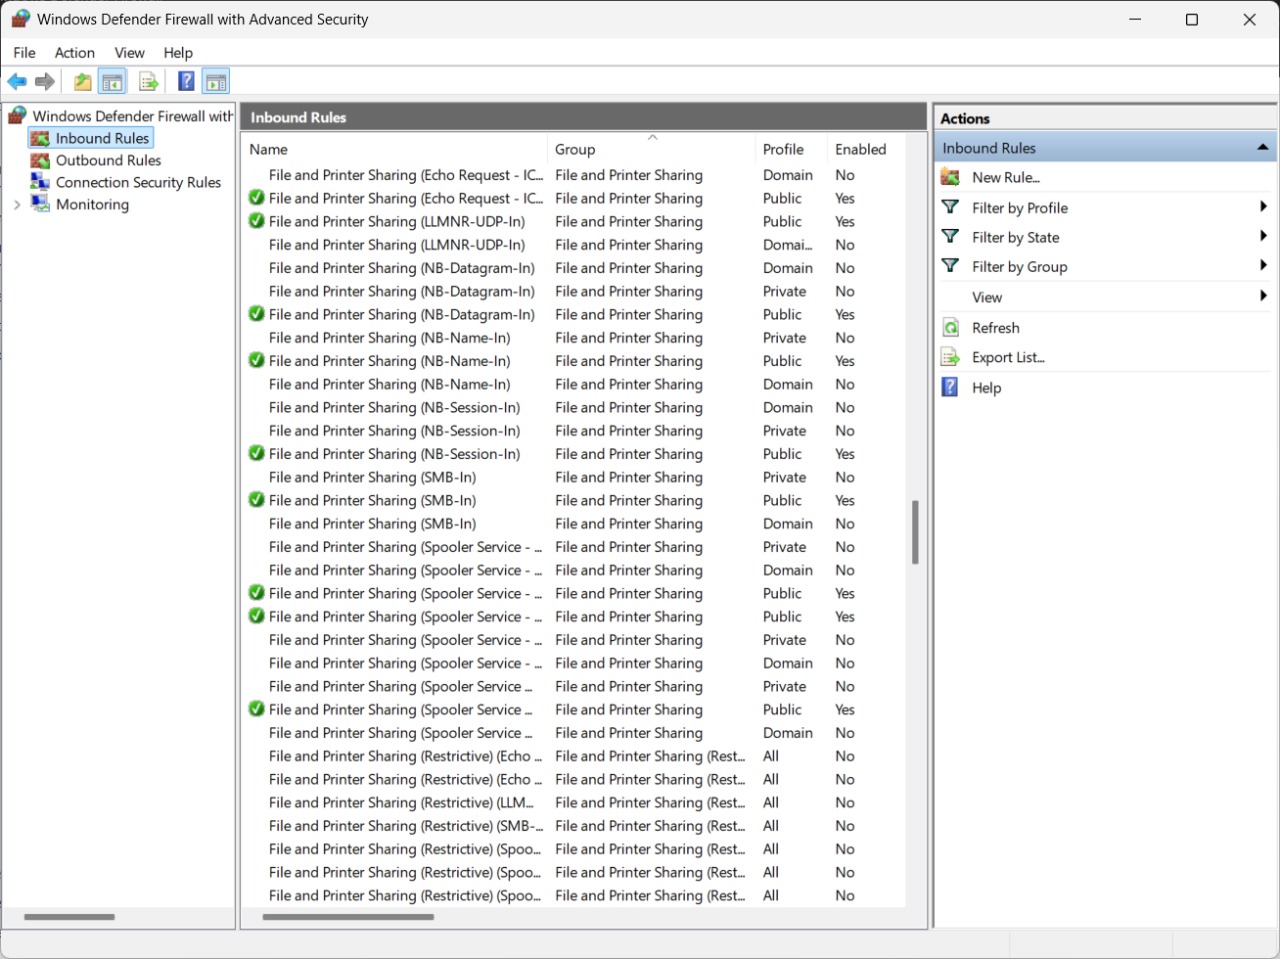 Windows Defender Firewall with Advanced Security
File Action View Help
Windows Defender Firewall with
Inbound Rules
Outbound Rules
Connection Security Rules
Monitoring
Inbound Rules
Name Group Profile Enabled
File and Printer Sharing (Echo Request - IC... File and Printer Sharing Domain No
File and Printer Sharing (Echo Request - IC... File and Printer Sharing Public Yes
File and Printer Sharing (LLMNR-UDP-In) File and Printer Sharing Public Yes
File and Printer Sharing (LLMNR-UDP-In) File and Printer Sharing Domai... No
File and Printer Sharing (NB-Datagram-In) File and Printer Sharing Domain No
File and Printer Sharing (NB-Datagram-In) File and Printer Sharing Private No
File and Printer Sharing (NB-Datagram-In) File and Printer Sharing Public Yes
File and Printer Sharing (NB-Name-In) File and Printer Sharing Private No
File and Printer Sharing (NB-Name-In) File and Printer Sharing Public Yes
File and Printer Sharing (NB-Name-In) File and Printer Sharing Domain No
File and Printer Sharing (NB-Session-In) File and Printer Sharing Domain No
File and Printer Sharing (NB-Session-In) File and Printer Sharing Private No
File and Printer Sharing (NB-Session-In) File and Printer Sharing Public Yes
File and Printer Sharing (SMB-In) File and Printer Sharing Private No
File and Printer Sharing (SMB-In) File and Printer Sharing Public Yes
File and Printer Sharing (SMB-In) File and Printer Sharing Domain No
File and Printer Sharing (Spooler Service - ... File and Printer Sharing Private No
File and Printer Sharing (Spooler Service - ... File and Printer Sharing Domain No
File and Printer Sharing (Spooler Service - ... File and Printer Sharing Public Yes
File and Printer Sharing (Spooler Service - ... File and Printer Sharing Public Yes
File and Printer Sharing (Spooler Service - ... File and Printer Sharing Private No
File and Printer Sharing (Spooler Service - ... File and Printer Sharing Domain No
File and Printer Sharing (Spooler Service ... File and Printer Sharing Private No
File and Printer Sharing (Spooler Service ... File and Printer Sharing Public Yes
File and Printer Sharing (Spooler Service ... File and Printer Sharing Domain No
File and Printer Sharing (Restrictive) (Echo ... File and Printer Sharing (Rest... All No
File and Printer Sharing (Restrictive) (Echo ... File and Printer Sharing (Rest... All No
File and Printer Sharing (Restrictive) (LLM... File and Printer Sharing (Rest... All No
File and Printer Sharing (Restrictive) (SMB-... File and Printer Sharing (Rest... All No
File and Printer Sharing (Restrictive) (Spoo... File and Printer Sharing (Rest... All No
File and Printer Sharing (Restrictive) (Spoo... File and Printer Sharing (Rest... All No
File and Printer Sharing (Restrictive) (Spoo... File and Printer Sharing (Rest... All No
Actions
Inbound Rules
New Rule...
Filter by Profile
Filter by State
Filter by Group
View
Refresh
Export List...
Help